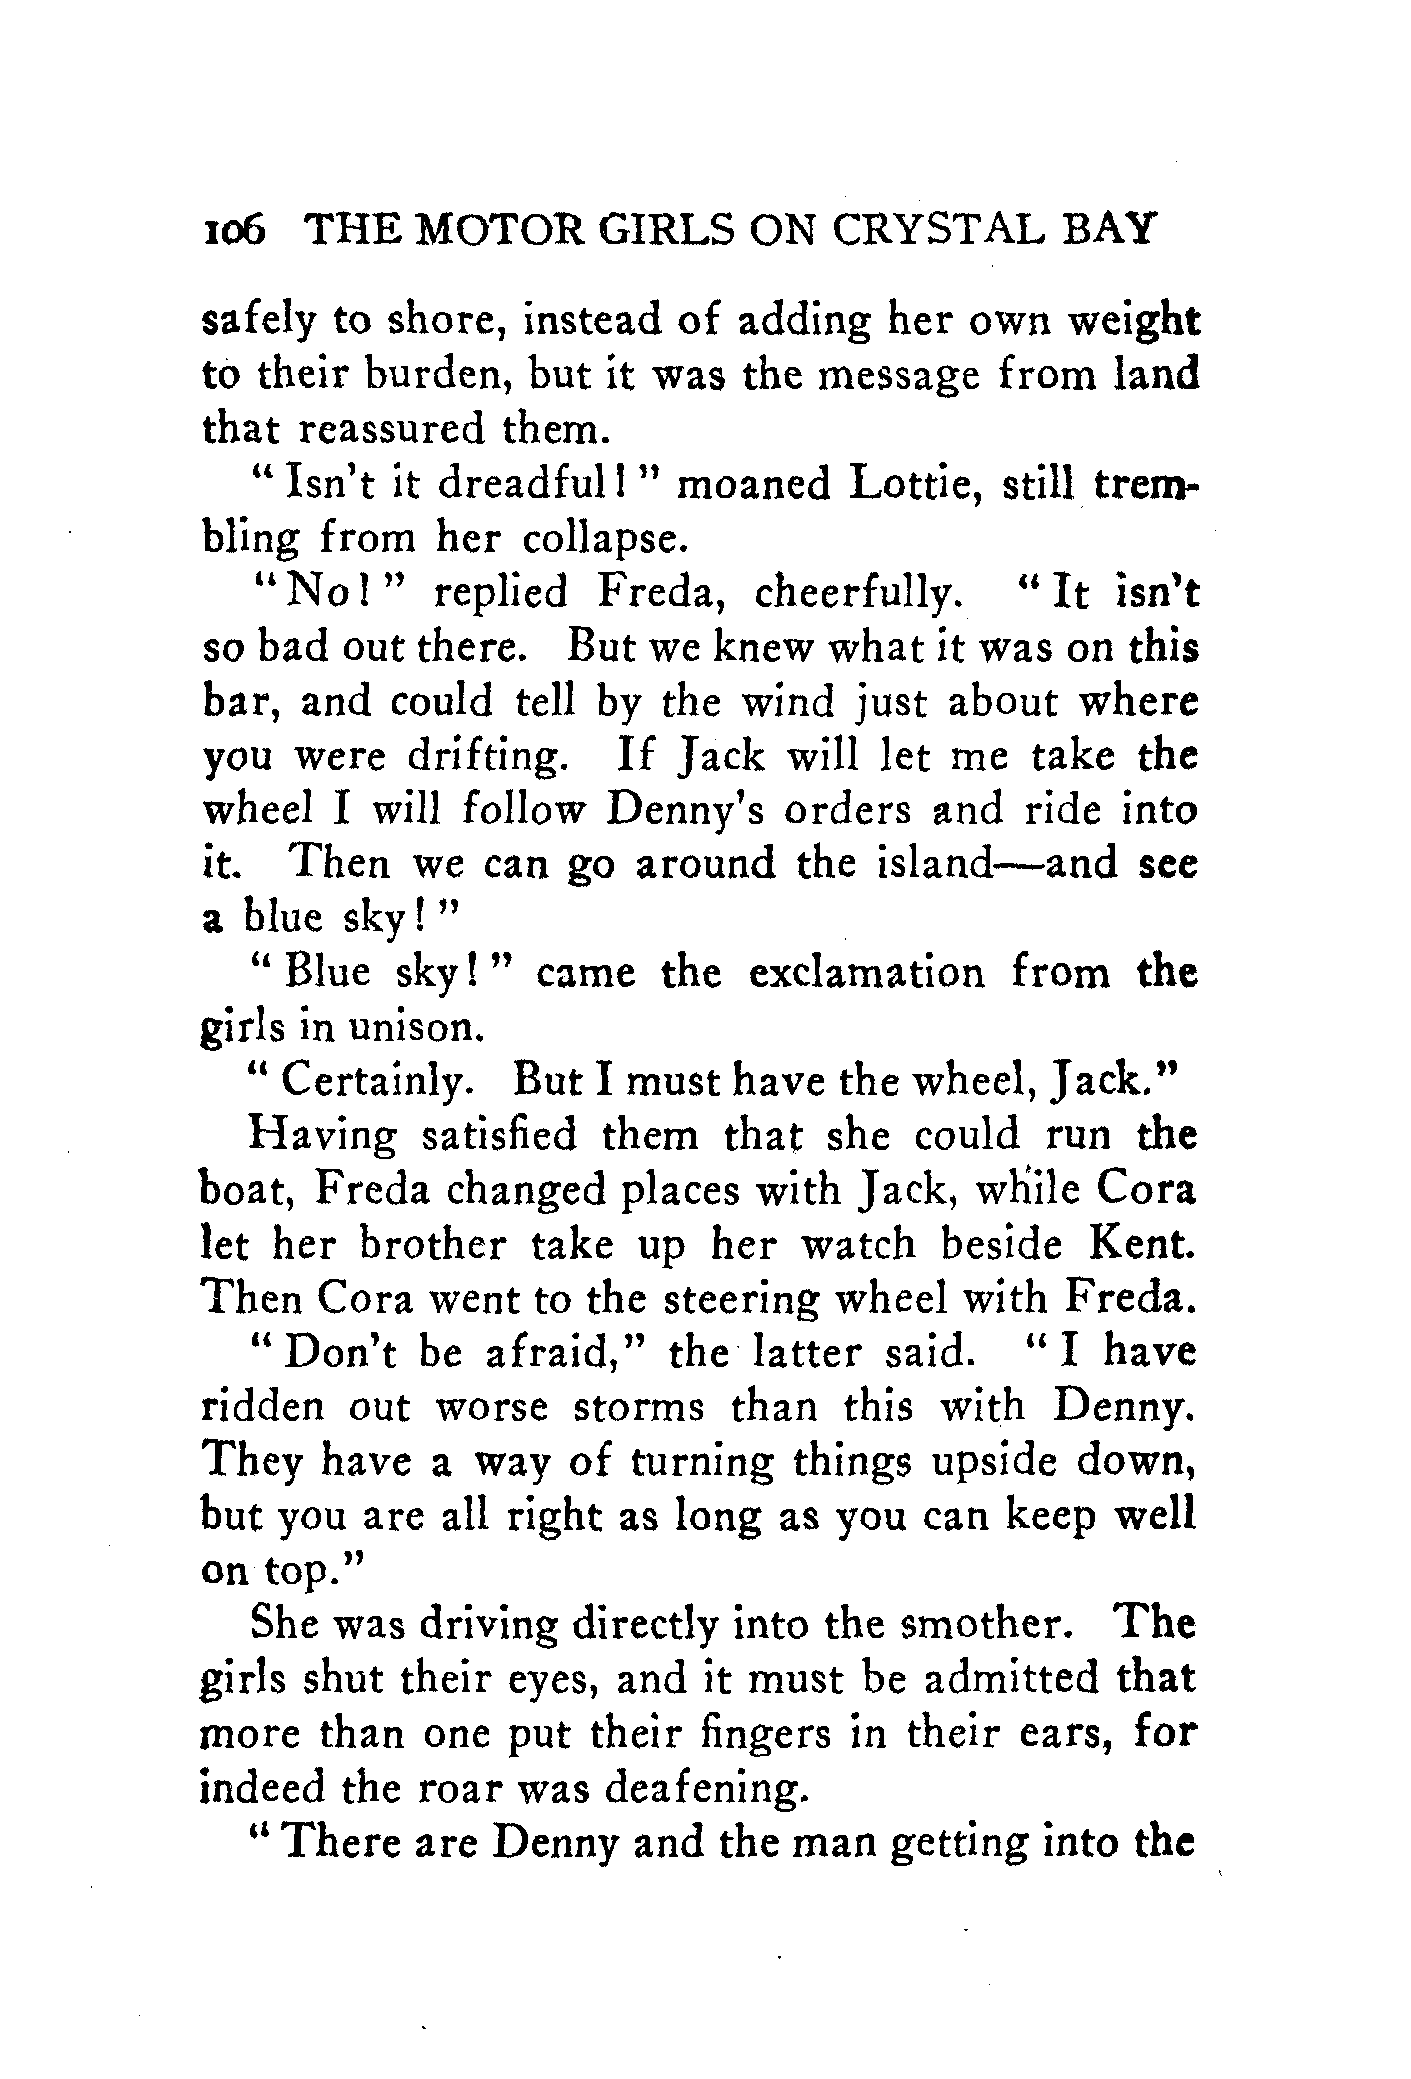 106 THE MOTOR GIRLS ON CRYSTAL BAY
safely to shore, instead of adding her own weight
to their burden, but it was the message from land
that reassured them.
"Isn't it dreadful!" moaned Lottie, still trem-
bling from her collapse.
"No!" replied Freda, cheerfully. "It isn't
so bad out there. But we knew what it was on this
bar, and could tell by the wind just about where
you were drifting. If Jack will let me take the
wheel I will follow Denny's orders and ride into
it. Then we can go around the island—and see
a blue sky!"
"Blue sky!" came the exclamation from the
girls in unison.
"Certainly. But I must have the wheel, Jack."
Having satisfied them that she could run the
boat, Freda changed places with Jack, while Cora
let her brother take up her watch beside Kent.
Then Cora went to the steering wheel with Freda.
"Don't be afraid," the latter said. "I have
ridden out worse storms than this with Denny.
They have a way of turning things upside down,
but you are all right as long as you can keep well
on top."
She was driving directly into the smother. The
girls shut their eyes, and it must be admitted that
more than one put their fingers in their ears, for
indeed the roar was deafening.
"There are Denny and the man getting into the